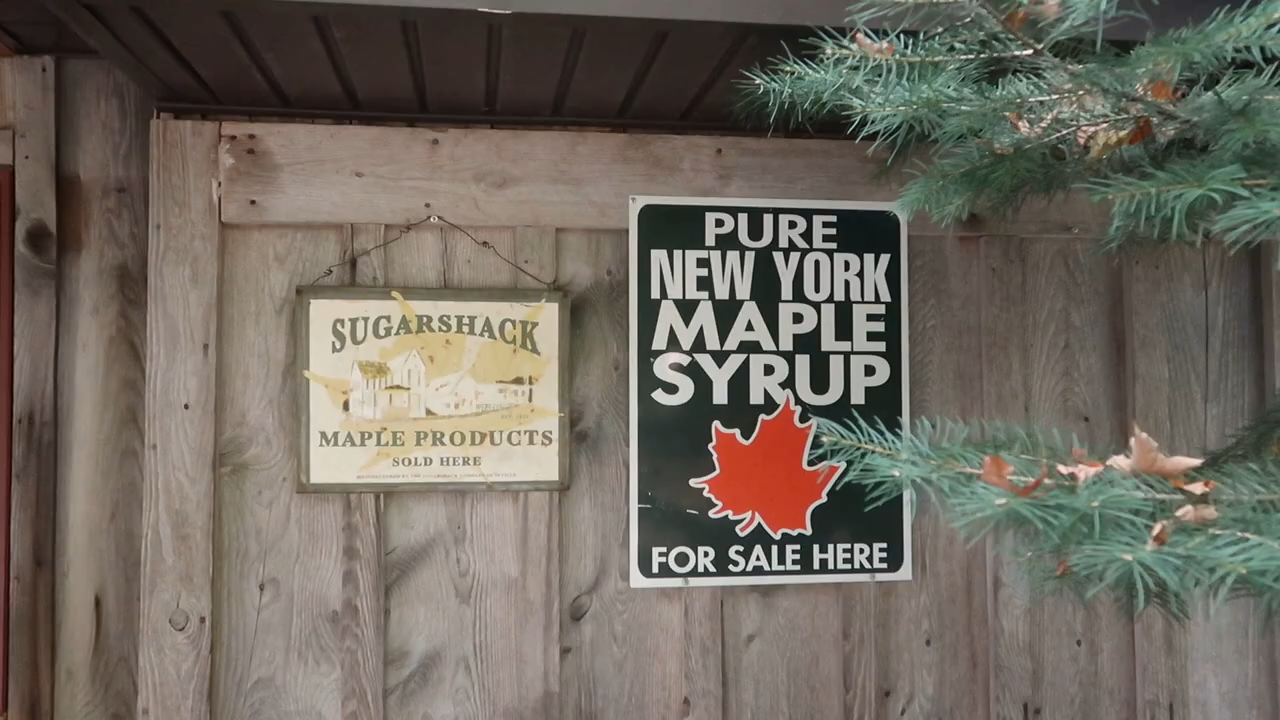 SUGARSHACK
MAPLE PRODUCTS
SOLD HERE
PURE
NEW YORK
MAPLE
SYRUP
FOR SALE HERE